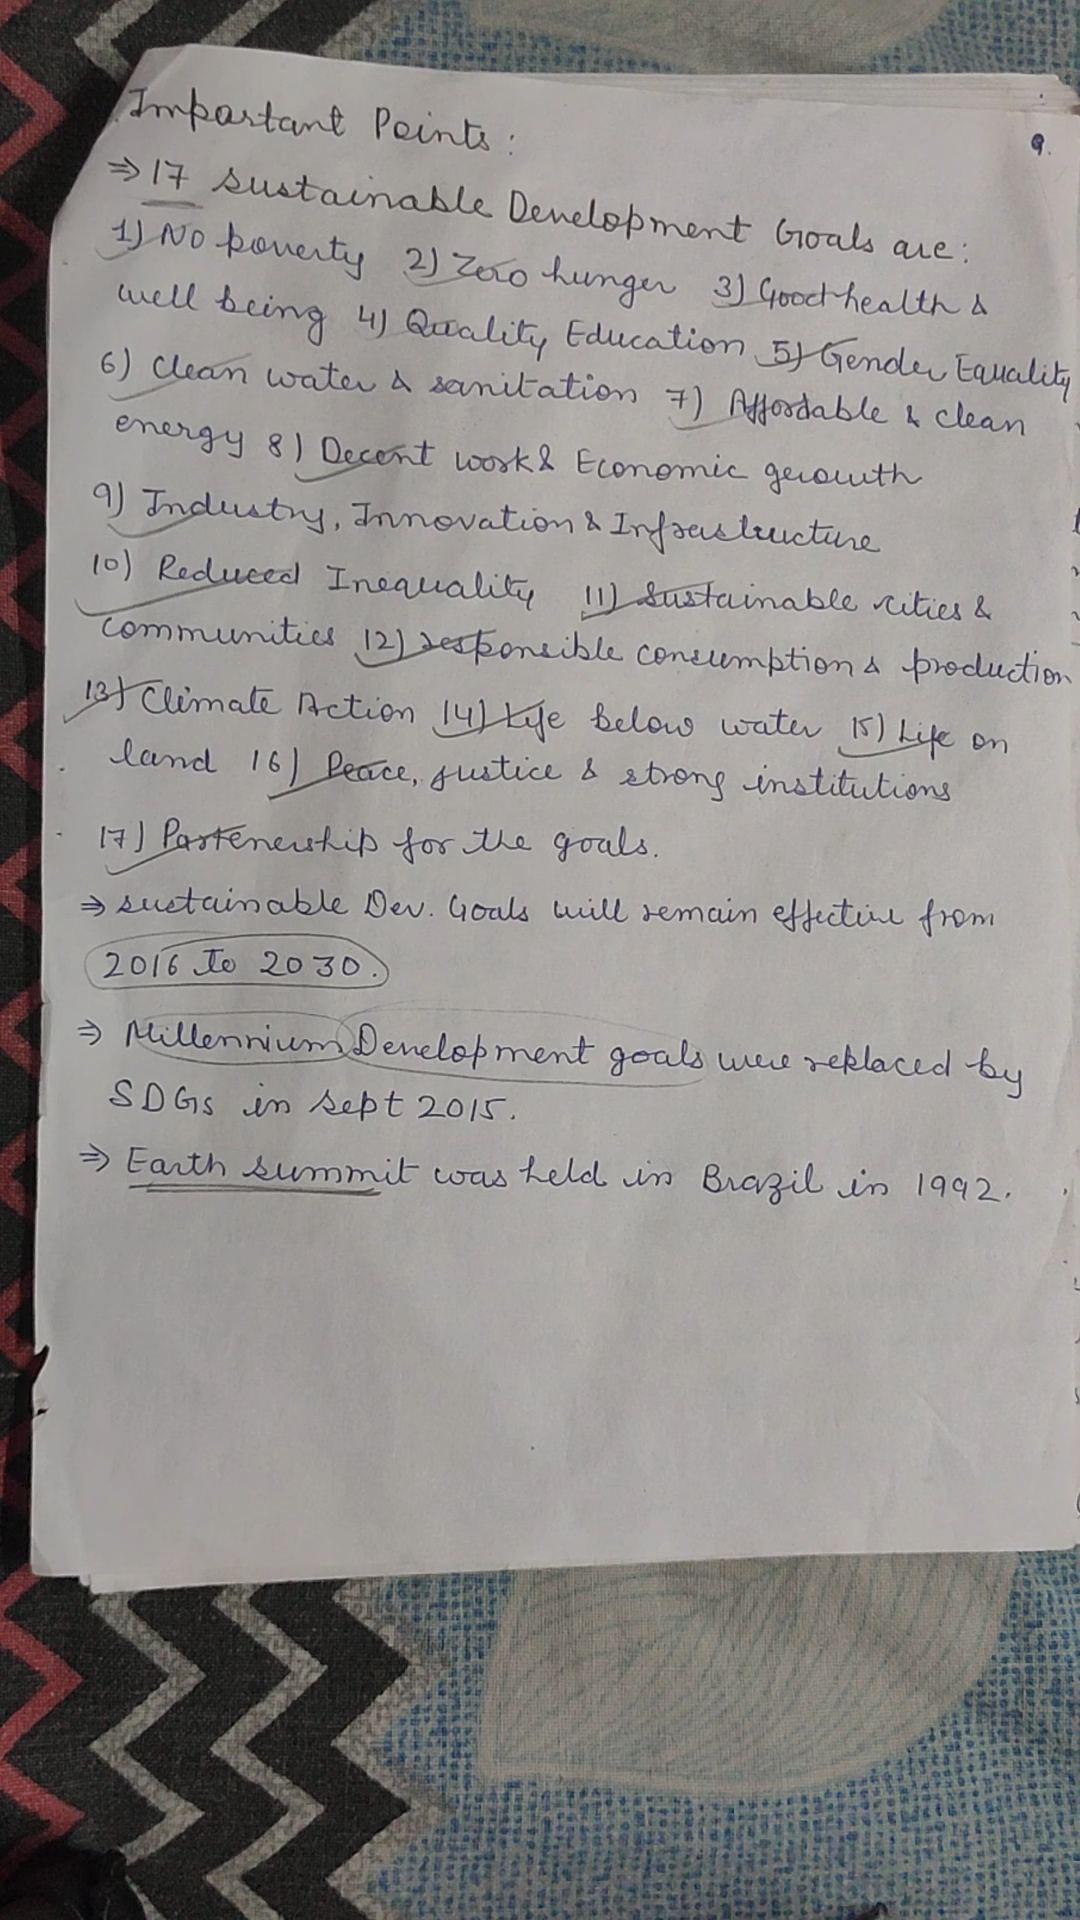 Important Points:
9.
⇒ 17 sustainable Development Goals are:
1) No poverty 2) Zero hunger 3) Good health &
well being 4) Quality Education 5) Gender Equality
6) Clean water & sanitation 7) Affordable & clean
energy 8) Decent work & Economic growth
9) Industry, Innovation & Infrastructure
10) Reduced Inequality 11) Sustainable cities &
communities 12) responsible consumption & production
13) Climate Action 14) Life below water 15) Life on
land 16) Peace, justice & strong institutions
17) Partenership for the goals.
⇒ sustainable Dev. Goals will remain effective from
2016 to 2030.
⇒ Millennium Development goals were replaced by
SDGs in sept 2015.
⇒ Earth summit was held in Brazil in 1992.